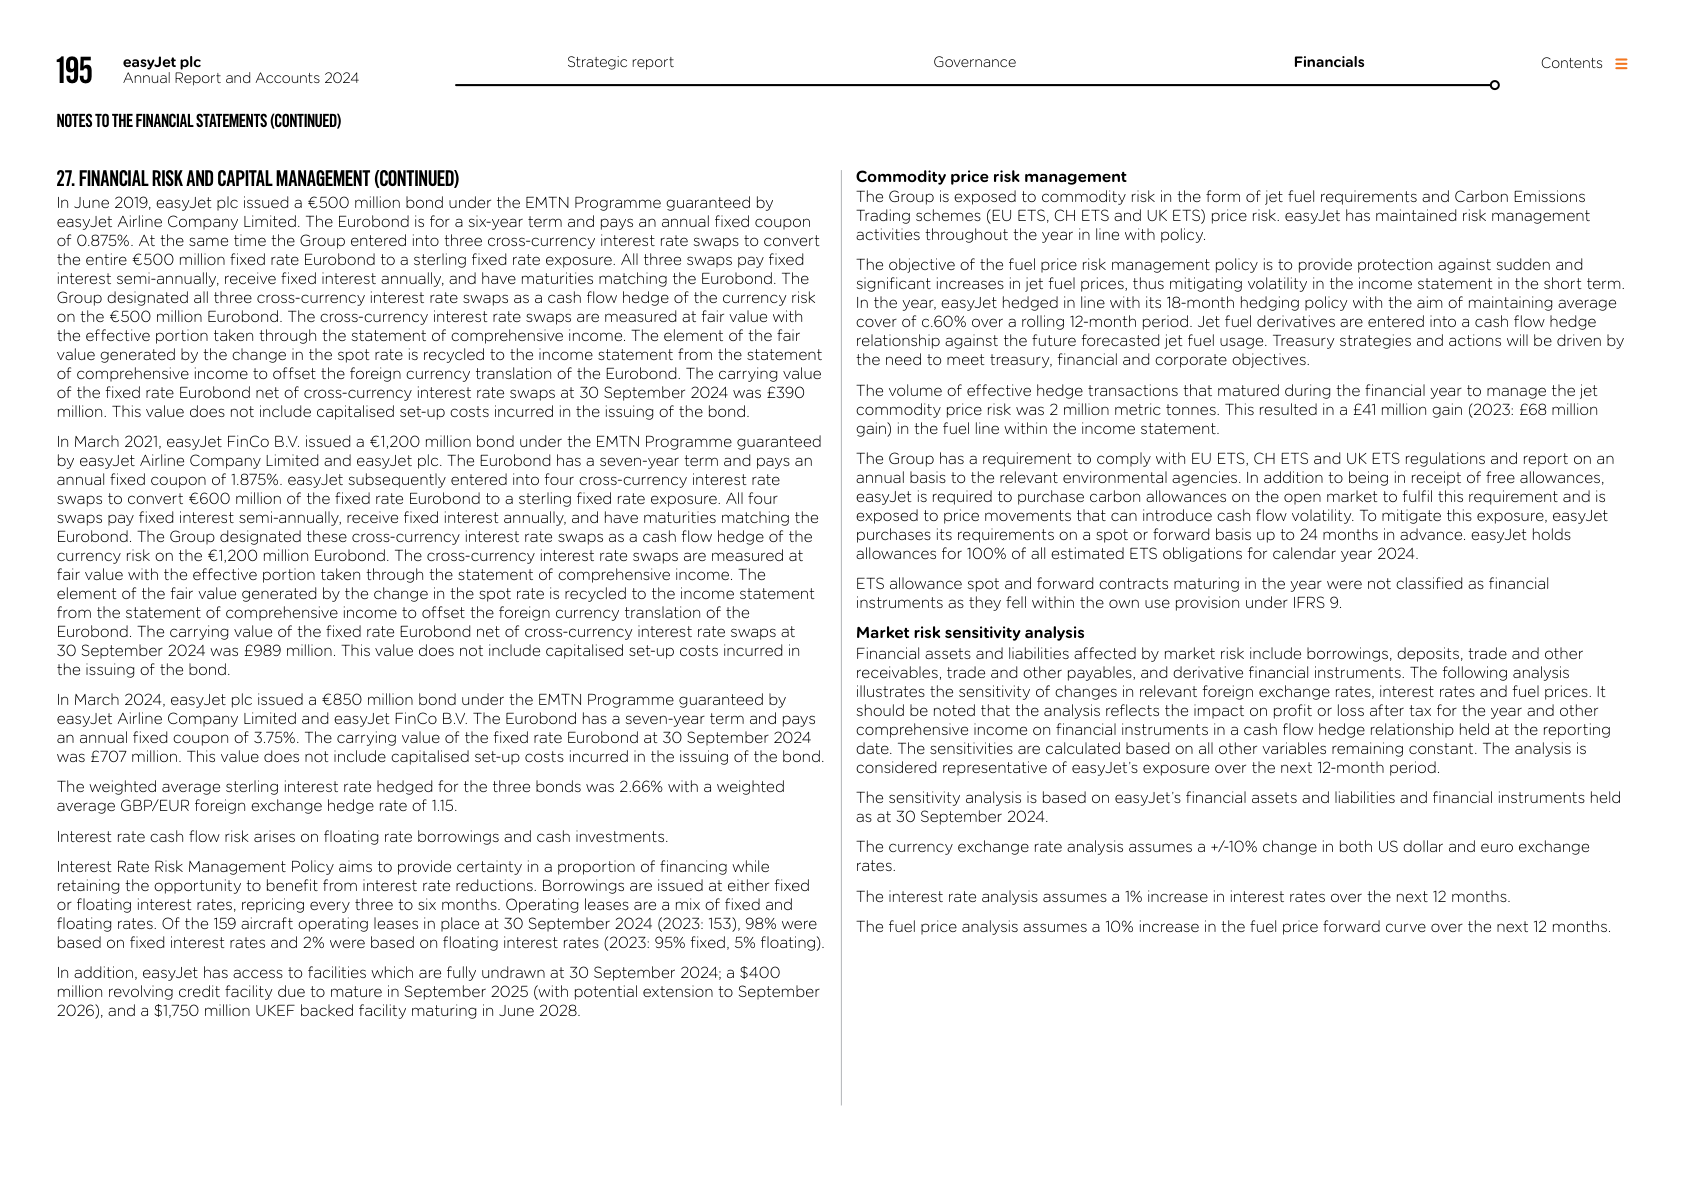 195
easyJet plc
Annual Report and Accounts 2024
Strategic report
Governance
Financials
Contents
NOTES TO THE FINANCIAL STATEMENTS (CONTINUED)
27. FINANCIAL RISK AND CAPITAL MANAGEMENT (CONTINUED)
In June 2019, easyJet plc issued a €500 million bond under the EMTN Programme guaranteed by
easyJet Airline Company Limited. The Eurobond is for a six-year term and pays an annual fixed coupon
of 0.875%. At the same time the Group entered into three cross-currency interest rate swaps to convert
the entire €500 million fixed rate Eurobond to a sterling fixed rate exposure. All three swaps pay fixed
interest semi-annually, receive fixed interest annually, and have maturities matching the Eurobond. The
Group designated all three cross-currency interest rate swaps as a cash flow hedge of the currency risk
on the €500 million Eurobond. The cross-currency interest rate swaps are measured at fair value with
the effective portion taken through the statement of comprehensive income. The element of the fair
value generated by the change in the spot rate is recycled to the income statement from the statement
of comprehensive income to offset the foreign currency translation of the Eurobond. The carrying value
of the fixed rate Eurobond net of cross-currency interest rate swaps at 30 September 2024 was £390
million. This value does not include capitalised set-up costs incurred in the issuing of the bond.
In March 2021, easyJet FinCo B.V. issued a €1,200 million bond under the EMTN Programme guaranteed
by easyJet Airline Company Limited and easyJet plc. The Eurobond has a seven-year term and pays an
annual fixed coupon of 1.875%. easyJet subsequently entered into four cross-currency interest rate
swaps to convert €600 million of the fixed rate Eurobond to a sterling fixed rate exposure. All four
swaps pay fixed interest semi-annually, receive fixed interest annually, and have maturities matching the
Eurobond. The Group designated these cross-currency interest rate swaps as a cash flow hedge of the
currency risk on the €1,200 million Eurobond. The cross-currency interest rate swaps are measured at
fair value with the effective portion taken through the statement of comprehensive income. The
element of the fair value generated by the change in the spot rate is recycled to the income statement
from the statement of comprehensive income to offset the foreign currency translation of the
Eurobond. The carrying value of the fixed rate Eurobond net of cross-currency interest rate swaps at
30 September 2024 was £989 million. This value does not include capitalised set-up costs incurred in
the issuing of the bond.
In March 2024, easyJet plc issued a €850 million bond under the EMTN Programme guaranteed by
easyJet Airline Company Limited and easyJet FinCo B.V. The Eurobond has a seven-year term and pays
an annual fixed coupon of 3.75%. The carrying value of the fixed rate Eurobond at 30 September 2024
was £707 million. This value does not include capitalised set-up costs incurred in the issuing of the bond.
The weighted average sterling interest rate hedged for the three bonds was 2.66% with a weighted
average GBP/EUR foreign exchange hedge rate of 1.15.
Interest rate cash flow risk arises on floating rate borrowings and cash investments.
Interest Rate Risk Management Policy aims to provide certainty in a proportion of financing while
retaining the opportunity to benefit from interest rate reductions. Borrowings are issued at either fixed
or floating interest rates, repricing every three to six months. Operating leases are a mix of fixed and
floating rates. Of the 159 aircraft operating leases in place at 30 September 2024 (2023: 153), 98% were
based on fixed interest rates and 2% were based on floating interest rates (2023: 95% fixed, 5% floating).
In addition, easyJet has access to facilities which are fully undrawn at 30 September 2024; a $400
million revolving credit facility due to mature in September 2025 (with potential extension to September
2026), and a $1,750 million UKEF backed facility maturing in June 2028.
Commodity price risk management
The Group is exposed to commodity risk in the form of jet fuel requirements and Carbon Emissions
Trading schemes (EU ETS, CH ETS and UK ETS) price risk. easyJet has maintained risk management
activities throughout the year in line with policy.
The objective of the fuel price risk management policy is to provide protection against sudden and
significant increases in jet fuel prices, thus mitigating volatility in the income statement in the short term.
In the year, easyJet hedged in line with its 18-month hedging policy with the aim of maintaining average
cover of c.60% over a rolling 12-month period. Jet fuel derivatives are entered into a cash flow hedge
relationship against the future forecasted jet fuel usage. Treasury strategies and actions will be driven by
the need to meet treasury, financial and corporate objectives.
The volume of effective hedge transactions that matured during the financial year to manage the jet
commodity price risk was 2 million metric tonnes. This resulted in a £41 million gain (2023: £68 million
gain) in the fuel line within the income statement.
The Group has a requirement to comply with EU ETS, CH ETS and UK ETS regulations and report on an
annual basis to the relevant environmental agencies. In addition to being in receipt of free allowances,
easyJet is required to purchase carbon allowances on the open market to fulfil this requirement and is
exposed to price movements that can introduce cash flow volatility. To mitigate this exposure, easyJet
purchases its requirements on a spot or forward basis up to 24 months in advance. easyJet holds
allowances for 100% of all estimated ETS obligations for calendar year 2024.
ETS allowance spot and forward contracts maturing in the year were not classified as financial
instruments as they fell within the own use provision under IFRS 9.
Market risk sensitivity analysis
Financial assets and liabilities affected by market risk include borrowings, deposits, trade and other
receivables, trade and other payables, and derivative financial instruments. The following analysis
illustrates the sensitivity of changes in relevant foreign exchange rates, interest rates and fuel prices. It
should be noted that the analysis reflects the impact on profit or loss after tax for the year and other
comprehensive income on financial instruments in a cash flow hedge relationship held at the reporting
date. The sensitivities are calculated based on all other variables remaining constant. The analysis is
considered representative of easyJet's exposure over the next 12-month period.
The sensitivity analysis is based on easyJet's financial assets and liabilities and financial instruments held
as at 30 September 2024.
The currency exchange rate analysis assumes a +/-10% change in both US dollar and euro exchange
rates.
The interest rate analysis assumes a 1% increase in interest rates over the next 12 months.
The fuel price analysis assumes a 10% increase in the fuel price forward curve over the next 12 months.